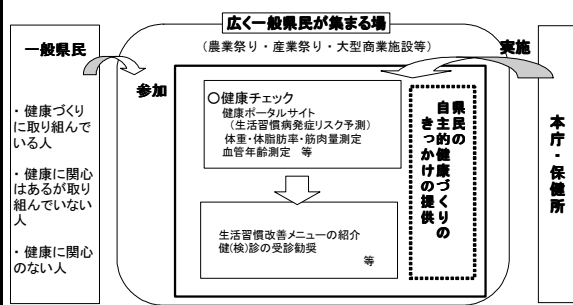 広く一般県民が集まる場
（農業祭り・産業祭り・大型商業施設等）
一般県民
・健康づくり
に取り組んで
いる人
・健康に関心
はあるが取り
組んでいない
人
・健康に関心
のない人
参加
実施
〇健康チェック
健康ポータルサイト
（生活習慣病発症リスク予測）
体重・体脂肪率・筋肉量測定
血管年齢測定　等
生活習慣改善メニューの紹介
健(検)診の受診勧奨
等
県民の
自主的健康づくりの
きっかけの提供
本庁・保健所